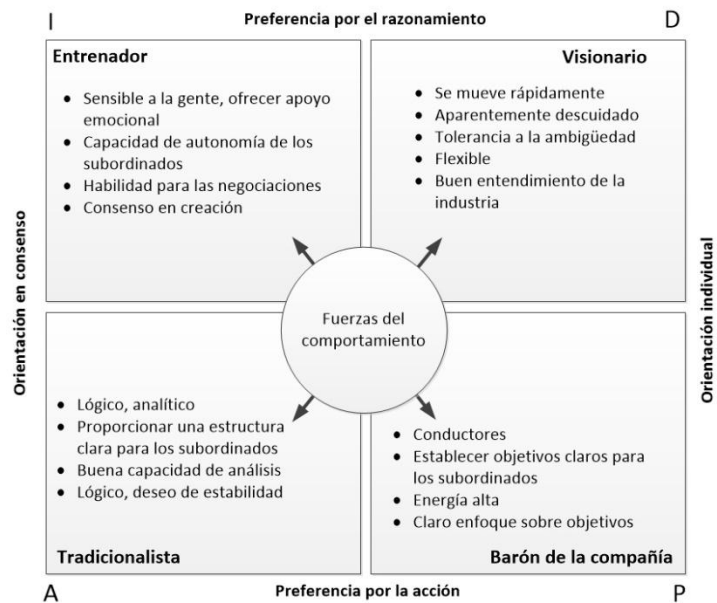 I
Preferencia por el razonamiento
D
Entrenador
• Sensible a la gente, ofrecer apoyo
emocional
• Capacidad de autonomía de los
subordinados
• Habilidad para las negociaciones
• Consenso en creación
Visionario
• Se mueve rápidamente
• Aparentemente descuidado
• Tolerancia a la ambigüedad
• Flexible
• Buen entendimiento de la
industria
Orientación en consenso
Orientación individual
Fuerzas del
comportamiento
• Lógico, analítico
• Proporcionar una estructura
clara para los subordinados
• Buena capacidad de análisis
• Lógico, deseo de estabilidad
Tradicionalista
• Conductores
• Establecer objetivos claros para
los subordinados
• Energía alta
• Claro enfoque sobre objetivos
Barón de la compañía
A
Preferencia por la acción
P